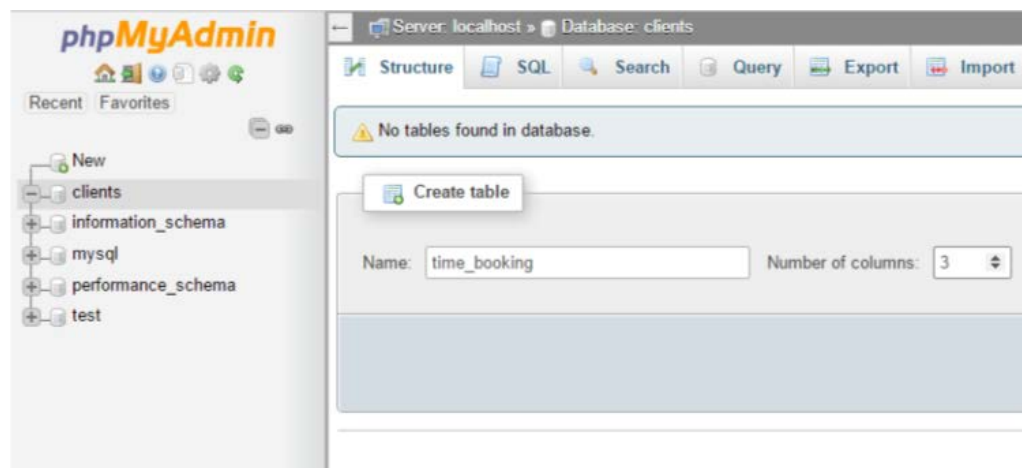 phpMyAdmin
Recent Favorites
New
clients
information_schema
mysql
performance_schema
test
Server: localhost » Database: clients
Structure SQL Search Query Export Import
No tables found in database.
Create table
Name: time_booking Number of columns: 3